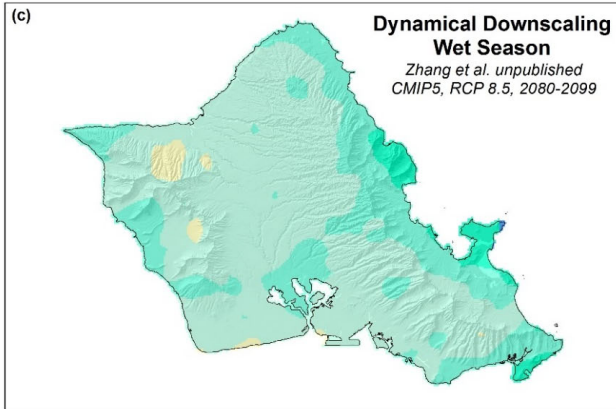 (c)
Dynamical Downscaling
Wet Season
Zhang et al. unpublished
CMIP5, RCP 8.5, 2080-2099